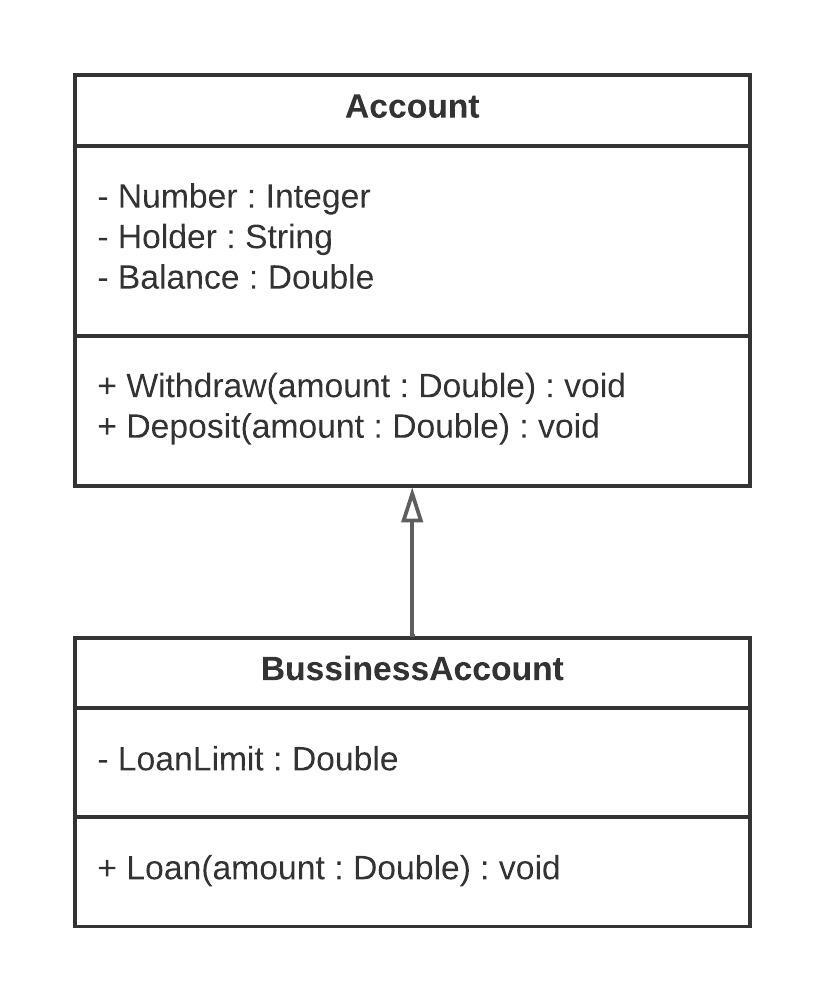 Account
- Number : Integer
- Holder : String
- Balance : Double
+ Withdraw(amount : Double) : void
+ Deposit(amount : Double) : void
BussinessAccount
- LoanLimit : Double
+ Loan(amount : Double) : void